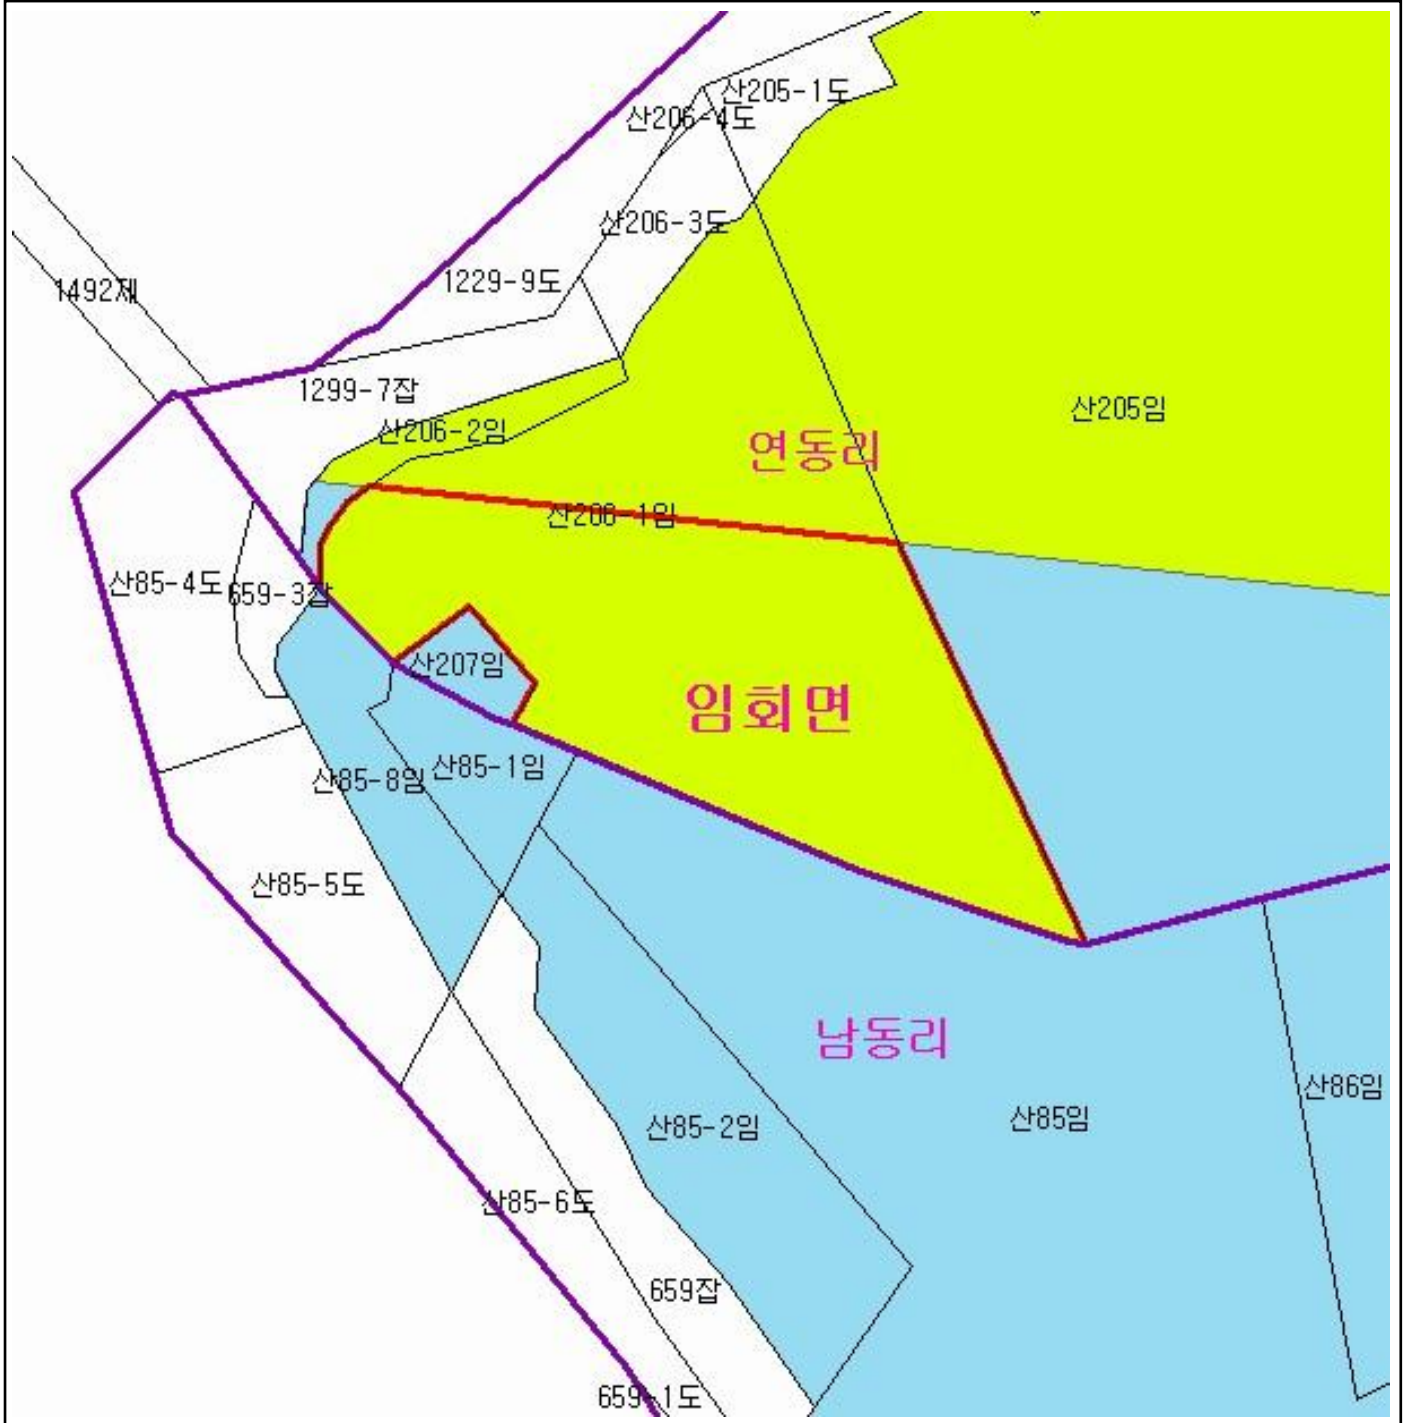 산205-1도
산206-4도
산206-3도
1229-9도
1492제
1299-7잡
산205임
산206-2임
연동리
산206-1임
산85-4도
659-3잡
산207임
임회면
산85-1임
산85-8임
산85-5도
남동리
산86임
산85임
산85-2임
산85-6도
659잡
659-1도